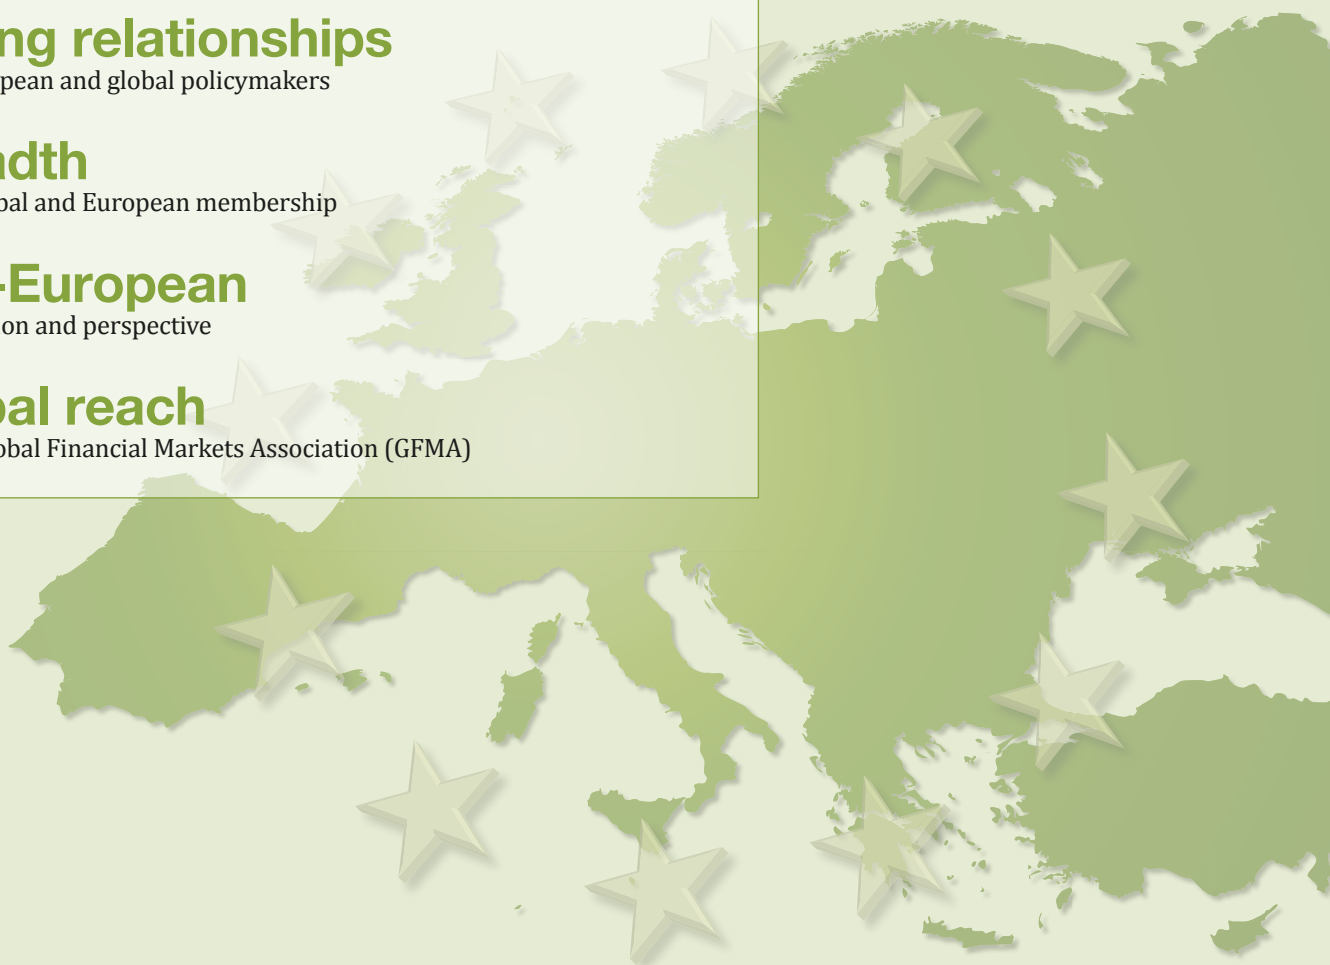 ng relationships
pean and global policymakers
adth
bal and European membership
-European
on and perspective
bal reach
obal Financial Markets Association (GFMA)